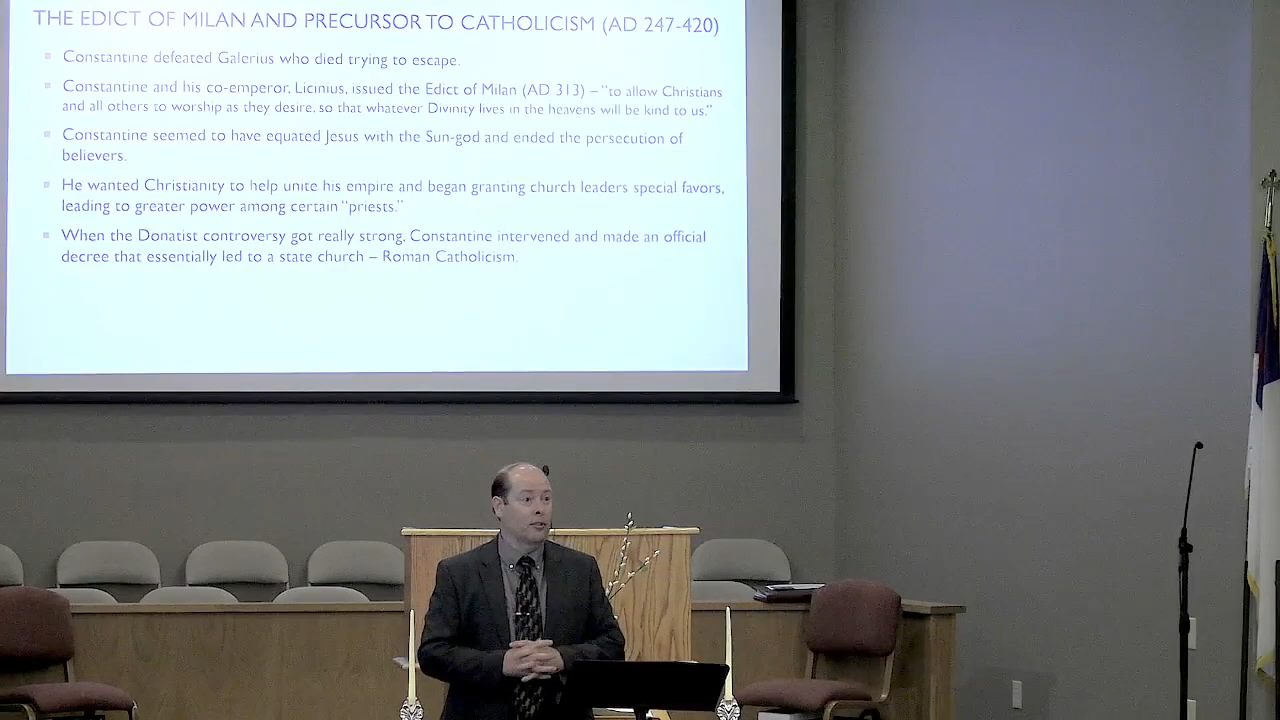 THE EDICT OF MILAN AND PRECURSOR TO CATHOLICISM (AD 247-420)
Constantine defeated Galerius who died trying to escape.
Constantine and his co-emperor, Licinius, issued the Edict of Milan (AD 313) – “to allow Christians
and all others to worship as they desire, so that whatever Divinity lives in the heavens will be kind to us.”
Constantine seemed to have equated Jesus with the Sun-god and ended the persecution of
believers.
He wanted Christianity to help unite his empire and began granting church leaders special favors,
leading to greater power among certain “priests.”
When the Donatist controversy got really strong, Constantine intervened and made an official
decree that essentially led to a state church – Roman Catholicism.